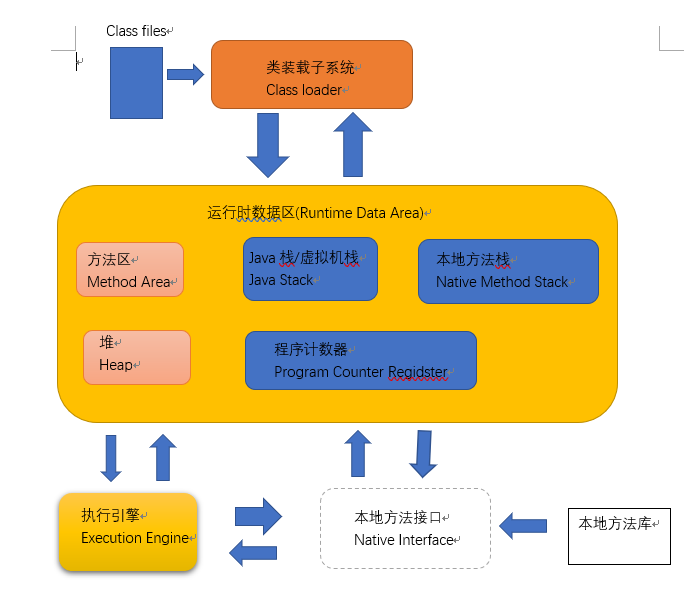 Class files
类装载子系统
Class loader
运行时数据区(Runtime Data Area)
方法区
Method Area
Java 栈/虚拟机栈
Java Stack
本地方法栈
Native Method Stack
堆
Heap
程序计数器
Program Counter Regidster
执行引擎
Execution Engine
本地方法接口
Native Interface
本地方法库